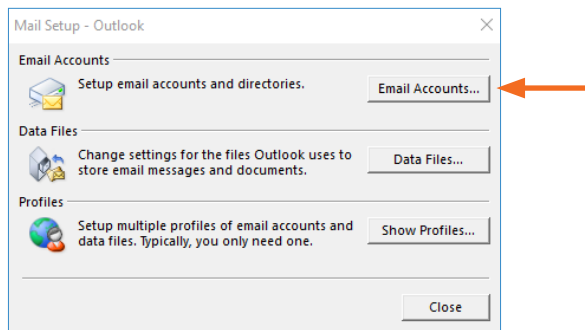 Mail Setup - Outlook
Email Accounts
Setup email accounts and directories.
Email Accounts...
Data Files
Change settings for the files Outlook uses to
store email messages and documents.
Data Files...
Profiles
Setup multiple profiles of email accounts and
data files. Typically, you only need one.
Show Profiles...
Close